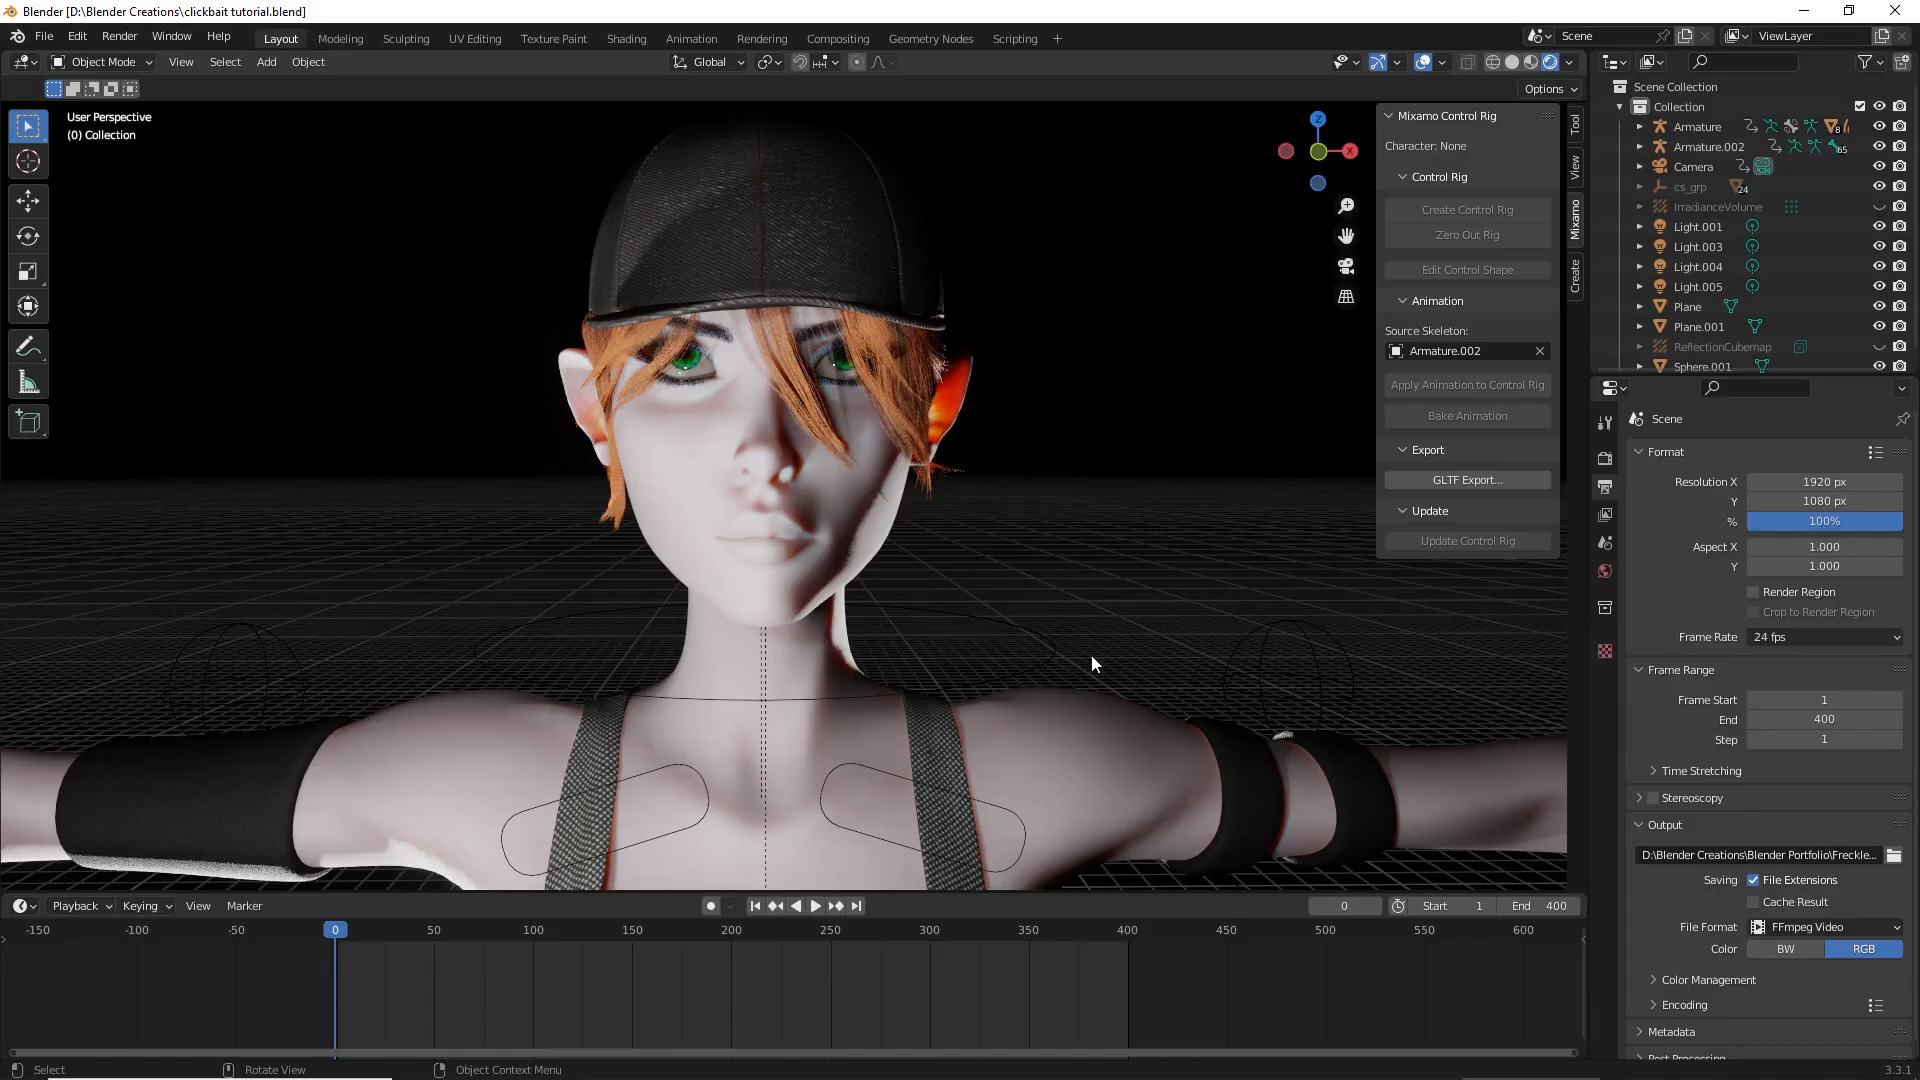 Blender [D:\Blender Creations\clickbait tutorial.blend]
File Edit Render Window Help Layout Modeling Sculpting UV Editing Texture Paint Shading Animation Rendering Compositing Geometry Nodes Scripting + Scene ViewLayer
Object Mode View Select Add Object Global
Options
User Perspective
(0) Collection
Z
X
Mixamo Control Rig
Character: None
Control Rig
Create Control Rig
Zero Out Rig
Edit Control Shape
Animation
Source Skeleton:
Armature.002
Apply Animation to Control Rig
Bake Animation
Export
GLTF Export...
Update
Update Control Rig
Tool
View
Mixamo
Create
Scene Collection
Collection
Armature 8
Armature.002 65
Camera
cs_grp 24
IrradianceVolume
Light.001
Light.003
Light.004
Light.005
Plane
Plane.001
ReflectionCubemap
Sphere.001
Scene
Format
Resolution X 1920 px
Y 1080 px
% 100%
Aspect X 1.000
Y 1.000
Render Region
Crop to Render Region
Frame Rate 24 fps
Frame Range
Frame Start 1
End 400
Step 1
Time Stretching
Stereoscopy
Output
D:\Blender Creations\Blender Portfolio\Freckle...
Saving File Extensions
Cache Result
File Format FFmpeg Video
Color BW RGB
Color Management
Encoding
Metadata
Post Processing
Playback Keying View Marker 0 Start 1 End 400
-150 -100 -50 0 50 100 150 200 250 300 350 400 450 500 550 600
Select Rotate View Object Context Menu 3.3.1